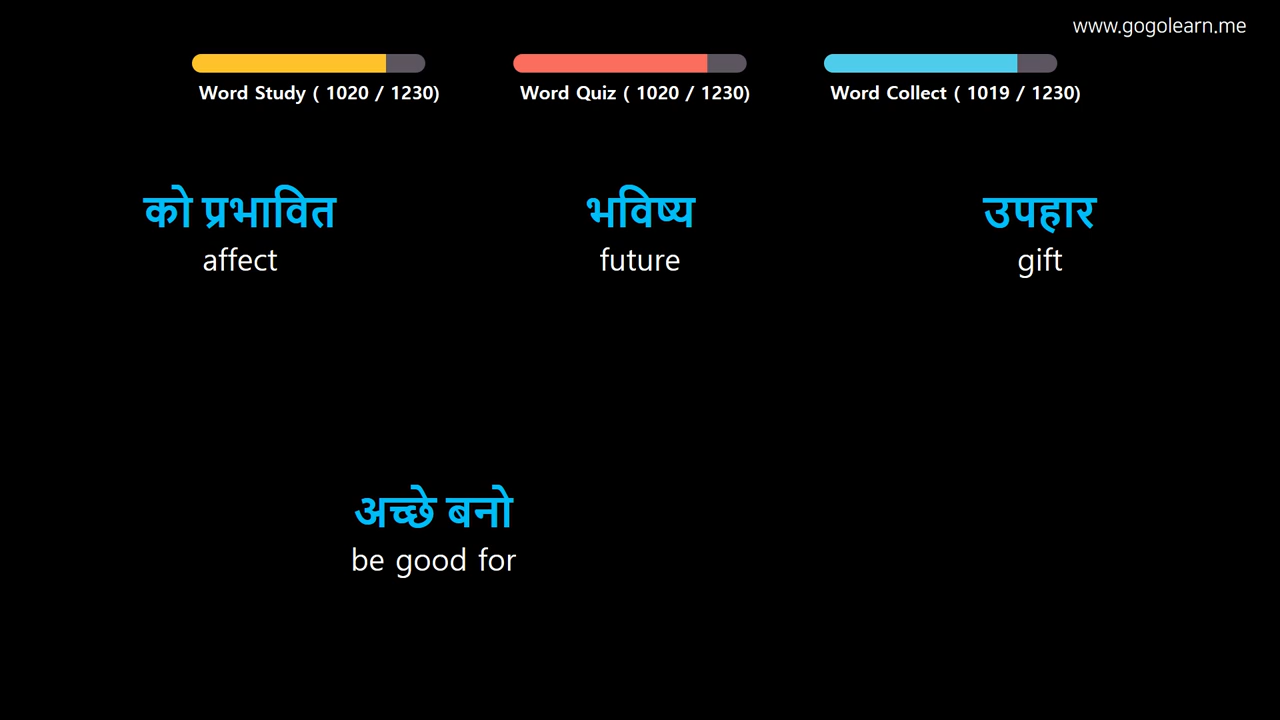 www.gogolearn.me
Word Study ( 1020 / 1230)
Word Quiz ( 1020 / 1230)
Word Collect ( 1019 / 1230)
को प्रभावित
भविष्य
उपहार
affect
future
gift
अच्छे बनो
be good for